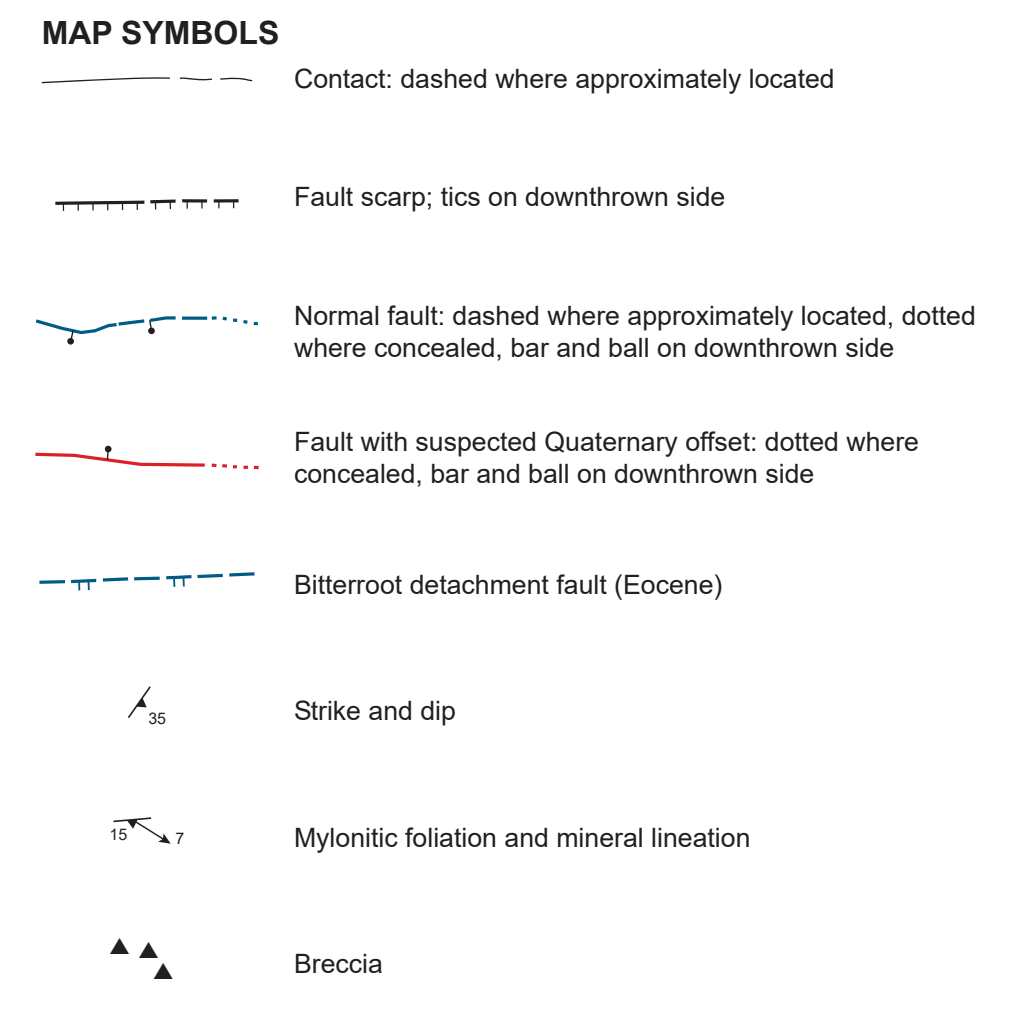 MAP SYMBOLS
Contact: dashed where approximately located
Fault scarp; tics on downthrown side
Normal fault: dashed where approximately located, dotted
where concealed, bar and ball on downthrown side
Fault with suspected Quaternary offset: dotted where
concealed, bar and ball on downthrown side
Bitterroot detachment fault (Eocene)
35
Strike and dip
15 7
Mylonitic foliation and mineral lineation
Breccia